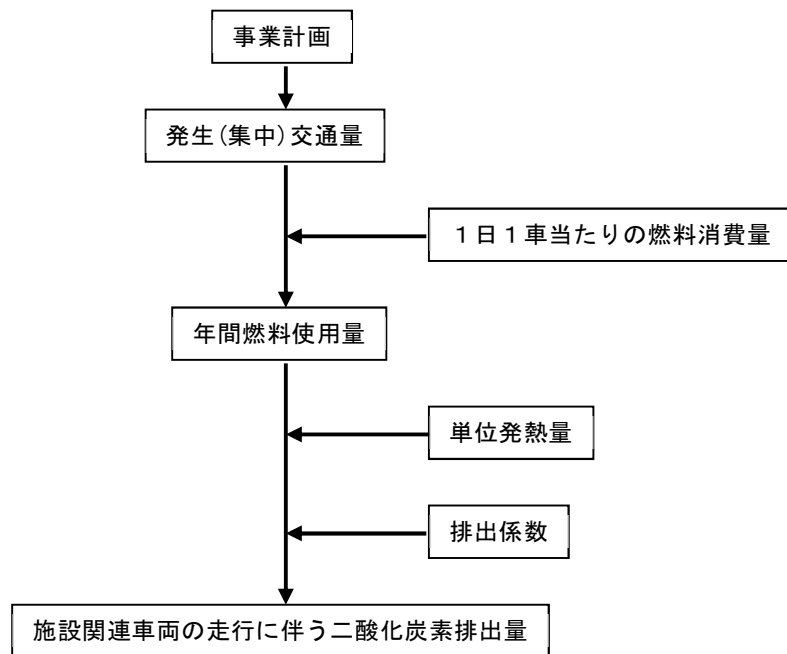 事業計画
発生(集中)交通量
1日1車当たりの燃料消費量
年間燃料使用量
単位発熱量
排出係数
施設関連車両の走行に伴う二酸化炭素排出量